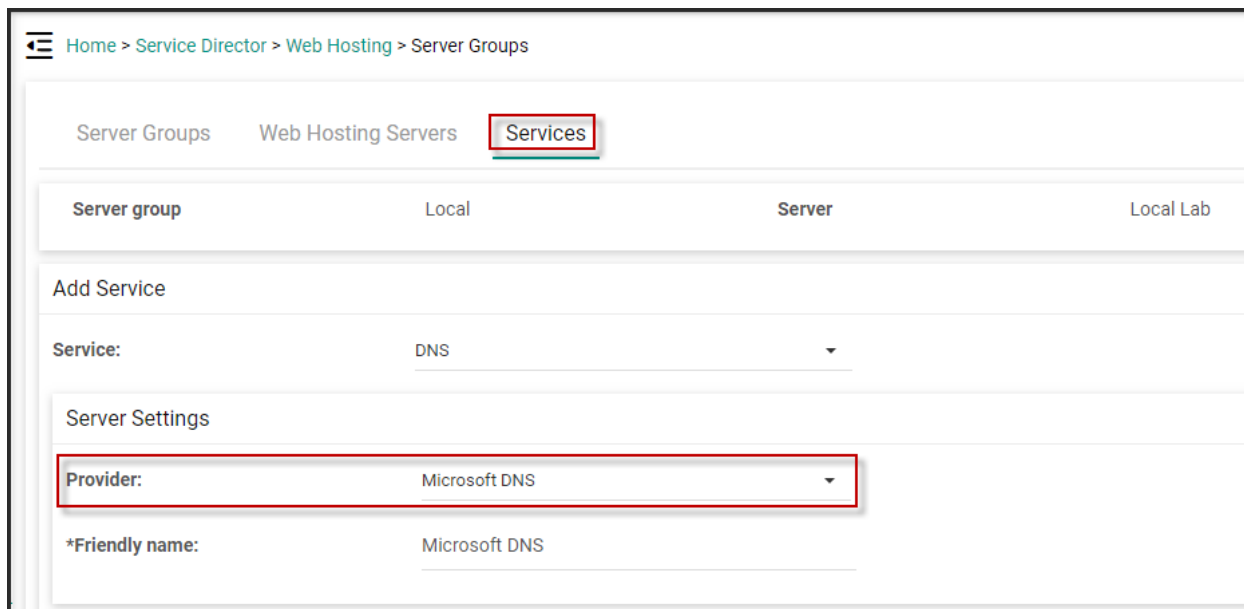 Home > Service Director > Web Hosting > Server Groups
Server Groups Web Hosting Servers Services
Server group Local Server Local Lab
Add Service
Service: DNS
Server Settings
Provider: Microsoft DNS
*Friendly name: Microsoft DNS